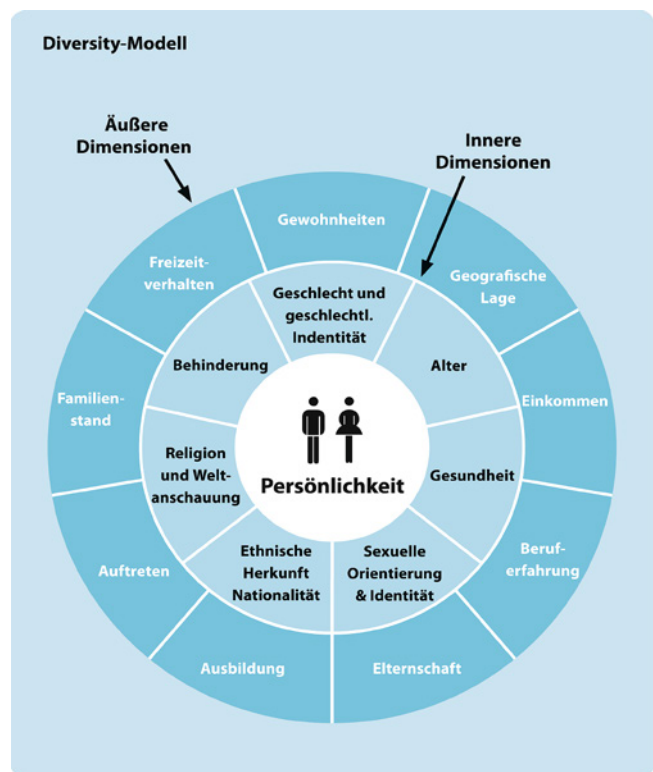 Diversity-Modell
Äußere
Dimensionen
Innere
Dimensionen
Gewohnheiten
Freizeit-
verhalten
Geografische
Lage
Geschlecht und
geschlechtl.
Indentität
Behinderung
Alter
Familien-
stand
Einkommen
Religion
und Welt-
anschauung
Persönlichkeit
Gesundheit
Ethnische
Herkunft
Nationalität
Sexuelle
Orientierung
& Identität
Auftreten
Beruf-
erfahrung
Ausbildung
Elternschaft